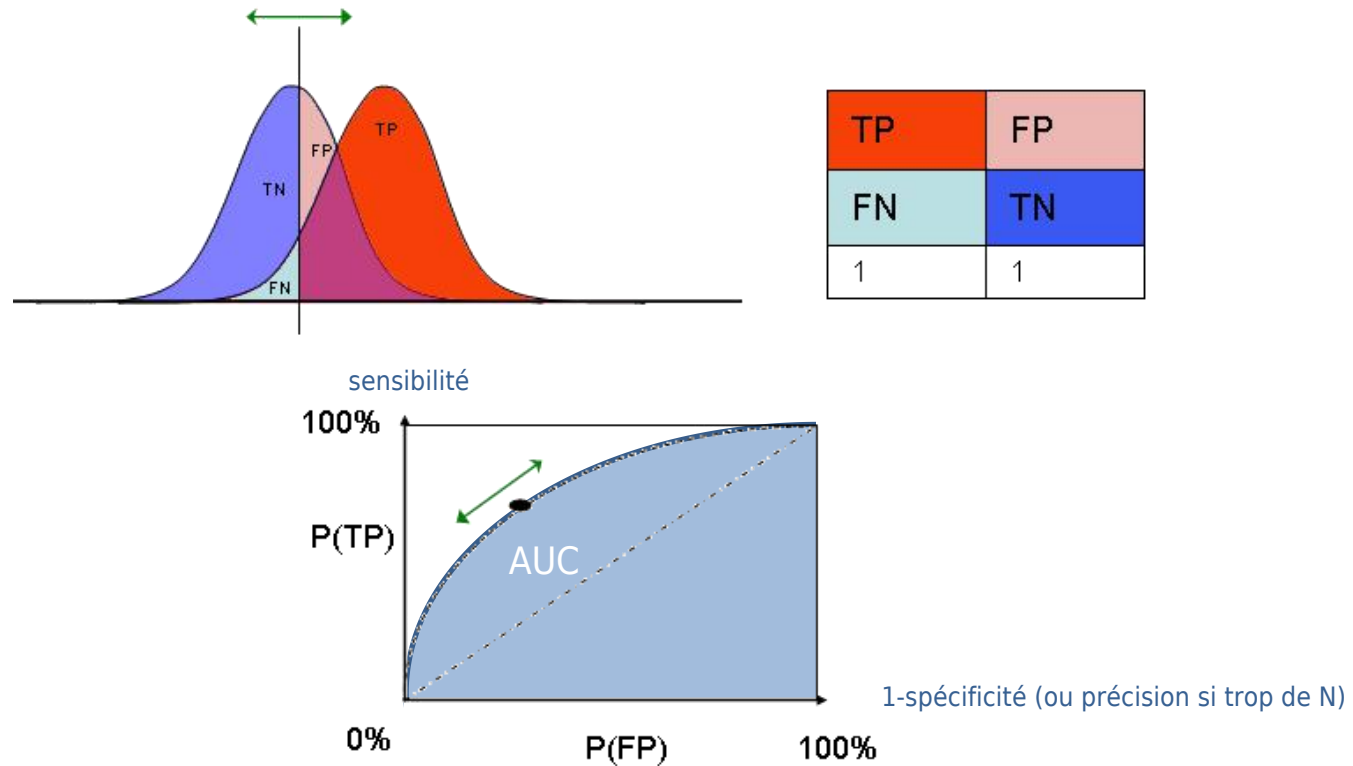 TP
FP
TN
FN
TP FP
FN TN
1 1
sensibilité
100%
P(TP)
AUC
1-spécificité (ou précision si trop de N)
0% P(FP) 100%